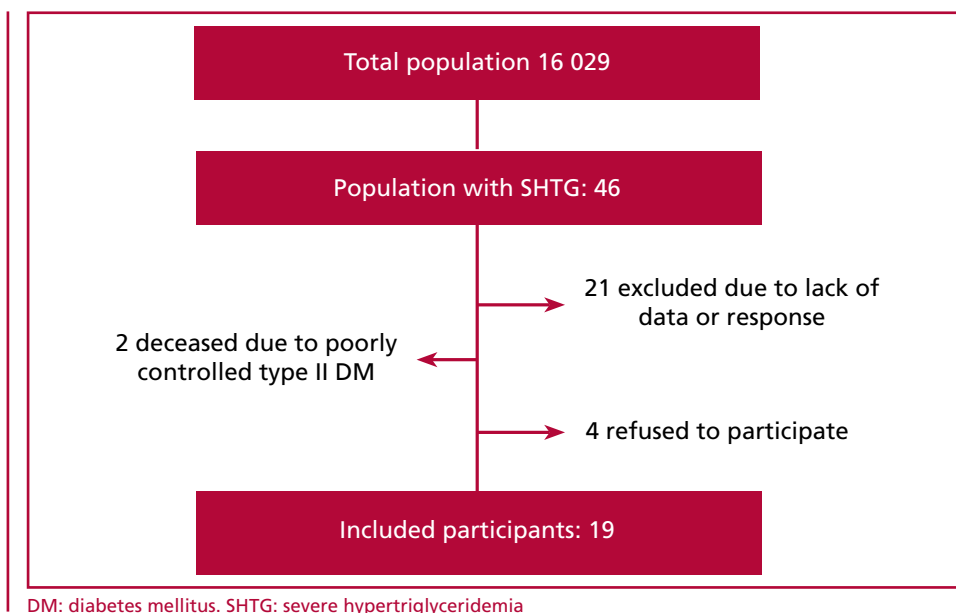 Total population 16 029
Population with SHTG: 46
21 excluded due to lack of
data or response
2 deceased due to poorly
controlled type II DM
4 refused to participate
Included participants: 19
DM: diabetes mellitus. SHTG: severe hypertriglyceridemia